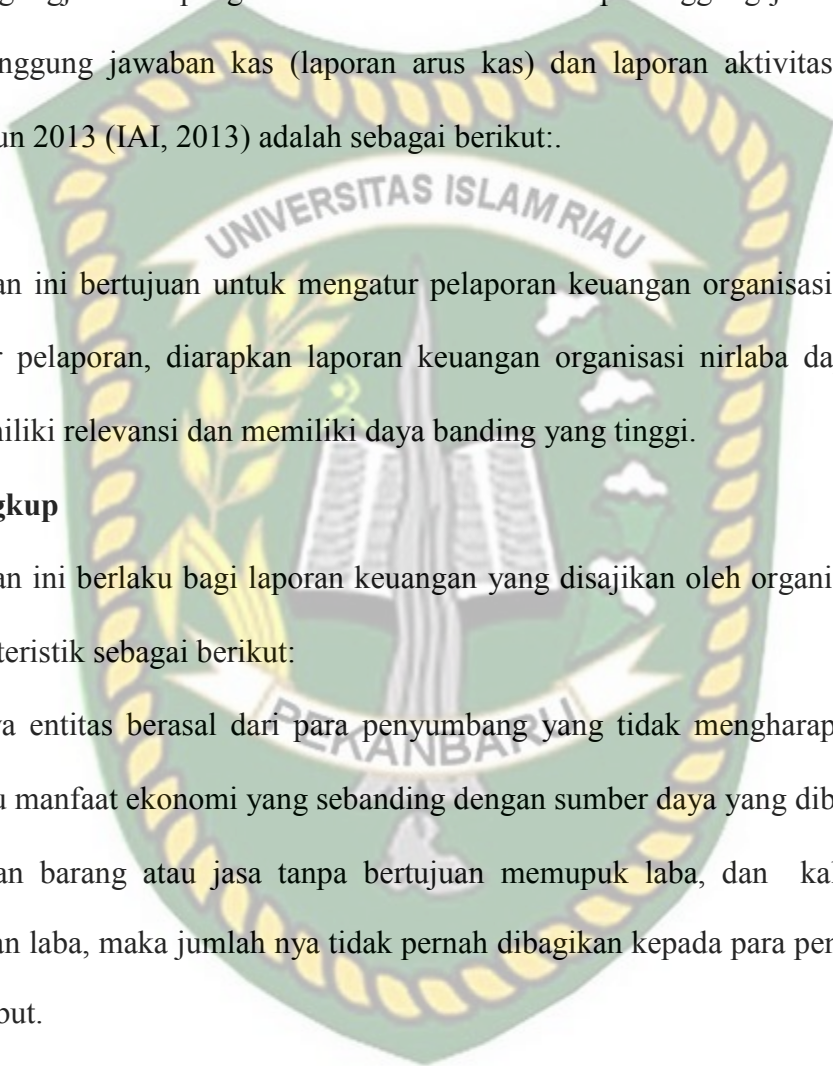 nggung jawaban kas (laporan arus kas) dan laporan aktivitas
un 2013 (IAI, 2013) adalah sebagai berikut:.
UNIVERSITAS ISLAM RIAU
an ini bertujuan untuk mengatur pelaporan keuangan organisasi
r pelaporan, diarapkan laporan keuangan organisasi nirlaba da
niliki relevansi dan memiliki daya banding yang tinggi.
gkup
an ini berlaku bagi laporan keuangan yang disajikan oleh organi
teristik sebagai berikut:
ya entitas berasal dari para penyumbang yang tidak mengharap
PEKANBARU
u manfaat ekonomi yang sebanding dengan sumber daya yang dib
an barang atau jasa tanpa bertujuan memupuk laba, dan kal
an laba, maka jumlah nya tidak pernah dibagikan kepada para per
but.